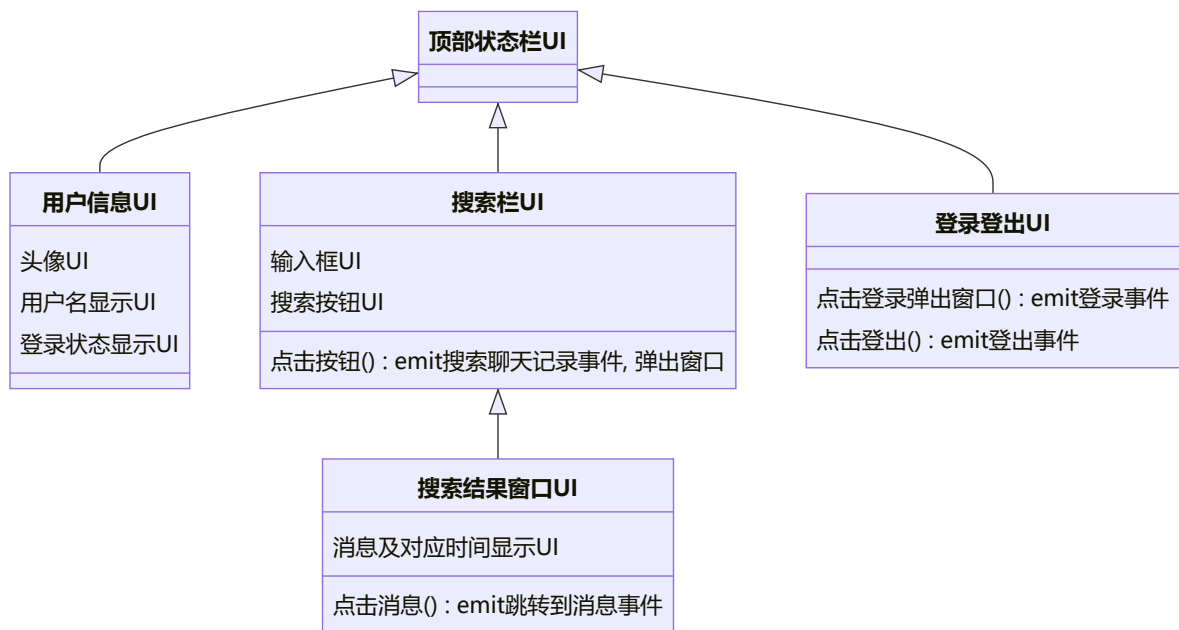 顶部状态栏UI
用户信息UI
头像UI
用户名显示UI
登录状态显示UI
搜索栏UI
输入框UI
搜索按钮UI
点击按钮() : emit搜索聊天记录事件, 弹出窗口
登录登出UI
点击登录弹出窗口() : emit登录事件
点击登出() : emit登出事件
搜索结果窗口UI
消息及对应时间显示UI
点击消息() : emit跳转到消息事件